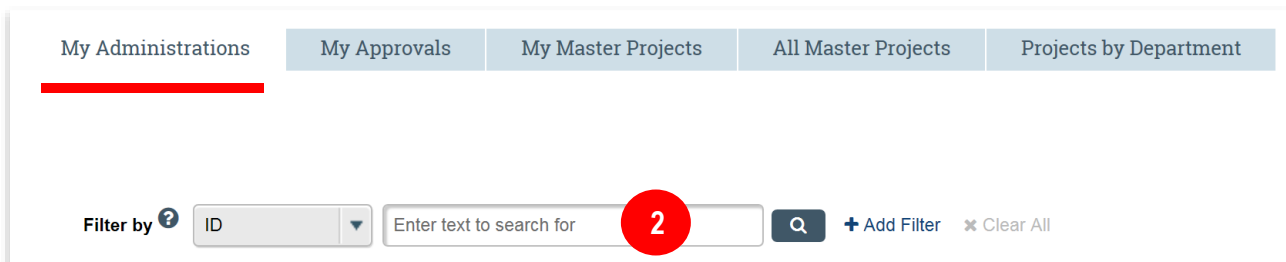 My Administrations My Approvals My Master Projects All Master Projects Projects by Department
Filter by ? ID Enter text to search for 2 + Add Filter × Clear All